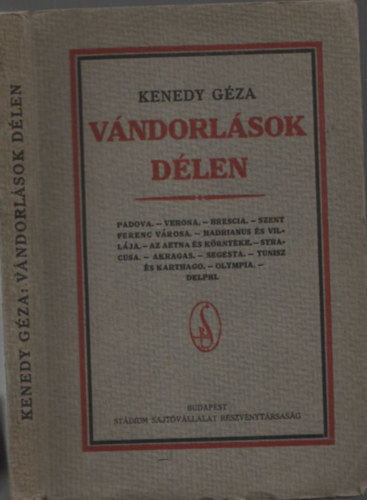 KENEDY GÉZA: VÁNDORLÁSOK DÉLEN
KENEDY GÉZA
VÁNDORLÁSOK
DÉLEN
PADOVA. – VERONA. – BRESCIA. – SZENT
FERENC VÁROSA. – HADRIANUS ÉS VIL-
LÁJA. – AZ AETNA ÉS KÖRNYÉKE. – SYRA-
CUSA. – AKRAGAS. – SEGESTA. – TUNISZ
ÉS KARTHAGO. – OLYMPIA. –
DELPHI.
S
BUDAPEST
STÁDIUM SAJTÓVÁLLALAT RÉSZVÉNYTÁRSASÁG